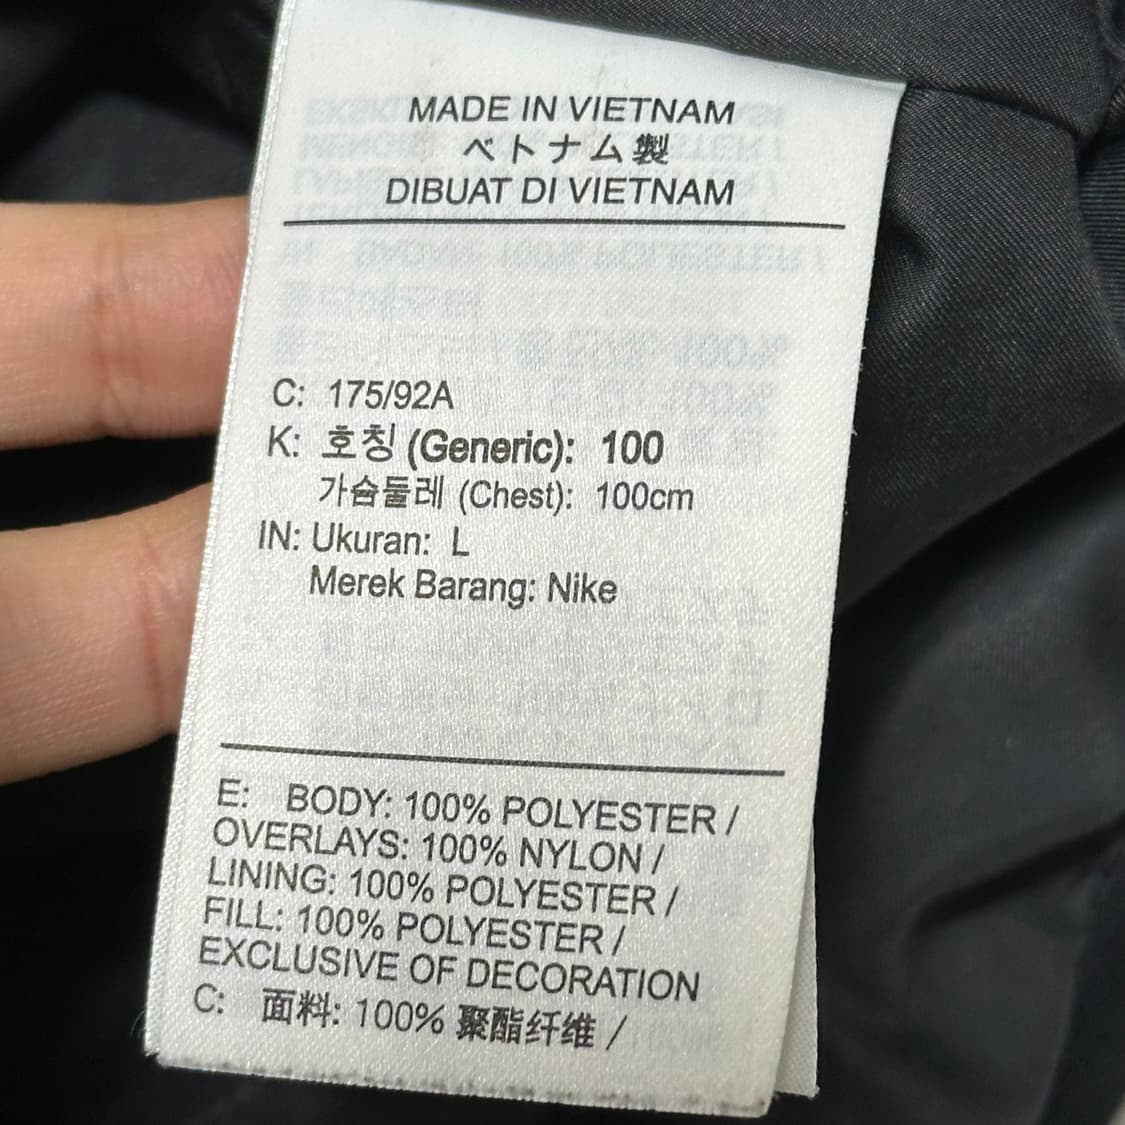 MADE IN VIETNAM
ベトナム製
DIBUAT DI VIETNAM
C: 175/92A
K: 호칭 (Generic): 100
가슴둘레 (Chest): 100cm
IN: Ukuran: L
Merek Barang: Nike
E: BODY: 100% POLYESTER /
OVERLAYS: 100% NYLON /
LINING: 100% POLYESTER /
FILL: 100% POLYESTER /
EXCLUSIVE OF DECORATION
C: 面料: 100% 聚酯纤维 /